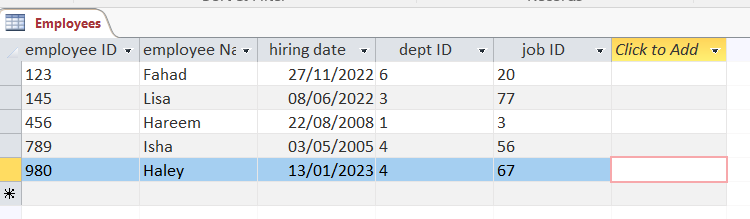 Employees
employee ID employee Na hiring date dept ID job ID Click to Add
123 Fahad 27/11/2022 6 20
145 Lisa 08/06/2022 3 77
456 Hareem 22/08/2008 1 3
789 Isha 03/05/2005 4 56
980 Haley 13/01/2023 4 67